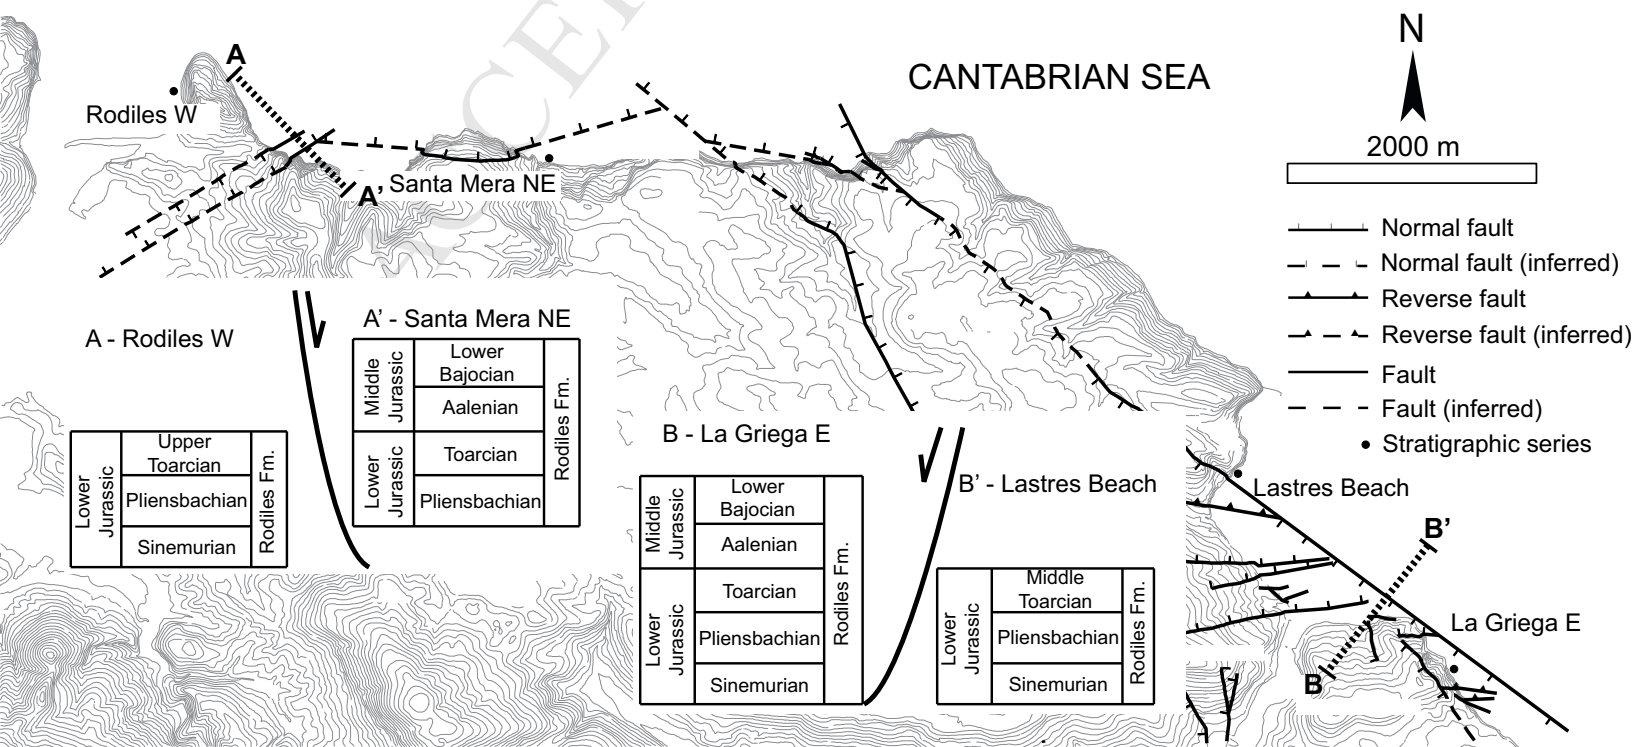 ACCE
A
Rodiles W
A'
Santa Mera NE
CANTABRIAN SEA
N
2000 m
Normal fault
Normal fault (inferred)
Reverse fault
Reverse fault (inferred)
Fault
Fault (inferred)
Stratigraphic series
A - Rodiles W
Lower
Jurassic
Upper
Toarcian
Pliensbachian
Sinemurian
Rodiles Fm.
A' - Santa Mera NE
Middle
Jurassic
Lower
Jurassic
Lower
Bajocian
Aalenian
Toarcian
Pliensbachian
Rodiles Fm.
B - La Griega E
Middle
Jurassic
Lower
Jurassic
Lower
Bajocian
Aalenian
Toarcian
Pliensbachian
Sinemurian
Rodiles Fm.
B' - Lastres Beach
Lower
Jurassic
Middle
Toarcian
Pliensbachian
Sinemurian
Rodiles Fm.
Lastres Beach
B'
La Griega E
B